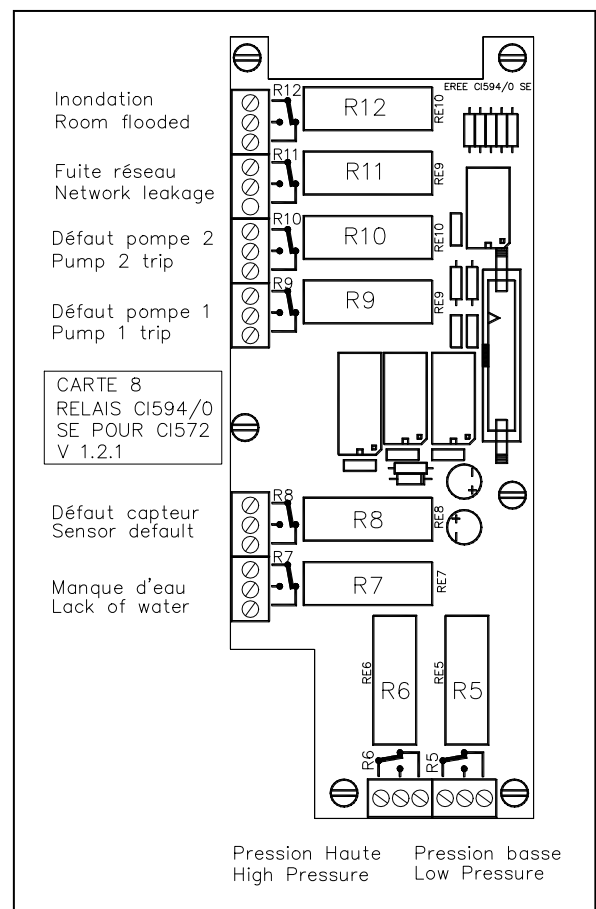 EREE CI594/0 SE
Inondation
Room flooded
R12
R12
RE10
Fuite réseau
Network leakage
R11
R11
RE9
Défaut pompe 2
Pump 2 trip
R10
R10
RE10
Défaut pompe 1
Pump 1 trip
R9
R9
RE9
CARTE 8
RELAIS CI594/0
SE POUR CI572
V 1.2.1
Défaut capteur
Sensor default
R8
R8
RE8
Manque d'eau
Lack of water
R7
R7
RE7
RE6
R6
RE5
R5
R6
R5
Pression Haute
High Pressure
Pression basse
Low Pressure